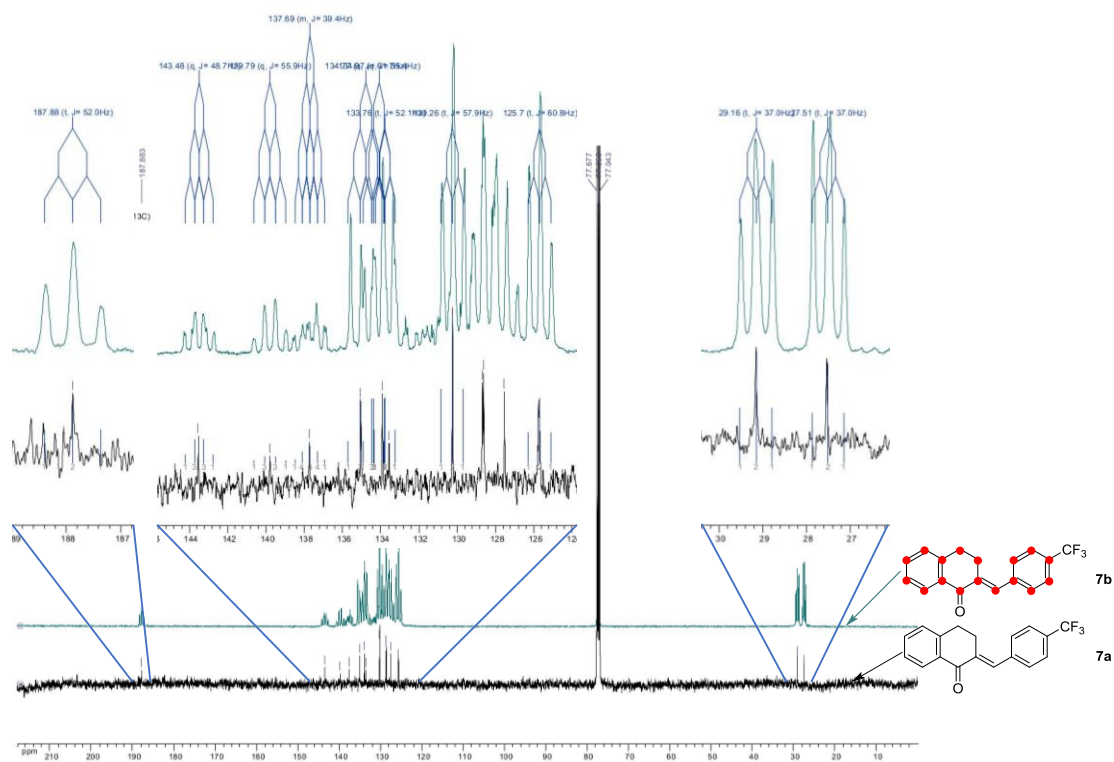 137.69 (m, J= 39.4Hz)
143.48 (q, J= 48.7Hz)
139.79 (q, J= 55.9Hz)
187.88 (t, J= 52.0Hz)
133.76 (t, J= 52.1Hz)
130.26 (t, J= 57.9Hz)
125.7 (t, J= 60.8Hz)
29.16 (t, J= 37.0Hz)
27.51 (t, J= 37.0Hz)
187.883
13C)
77.677
77.043
188 187
144 142 140 138 136 134 132 130 128 126
30 29 28 27
CF3
7b
O
CF3
7a
O
ppm 210 200 190 180 170 160 150 140 130 120 110 100 90 80 70 60 50 40 30 20 10